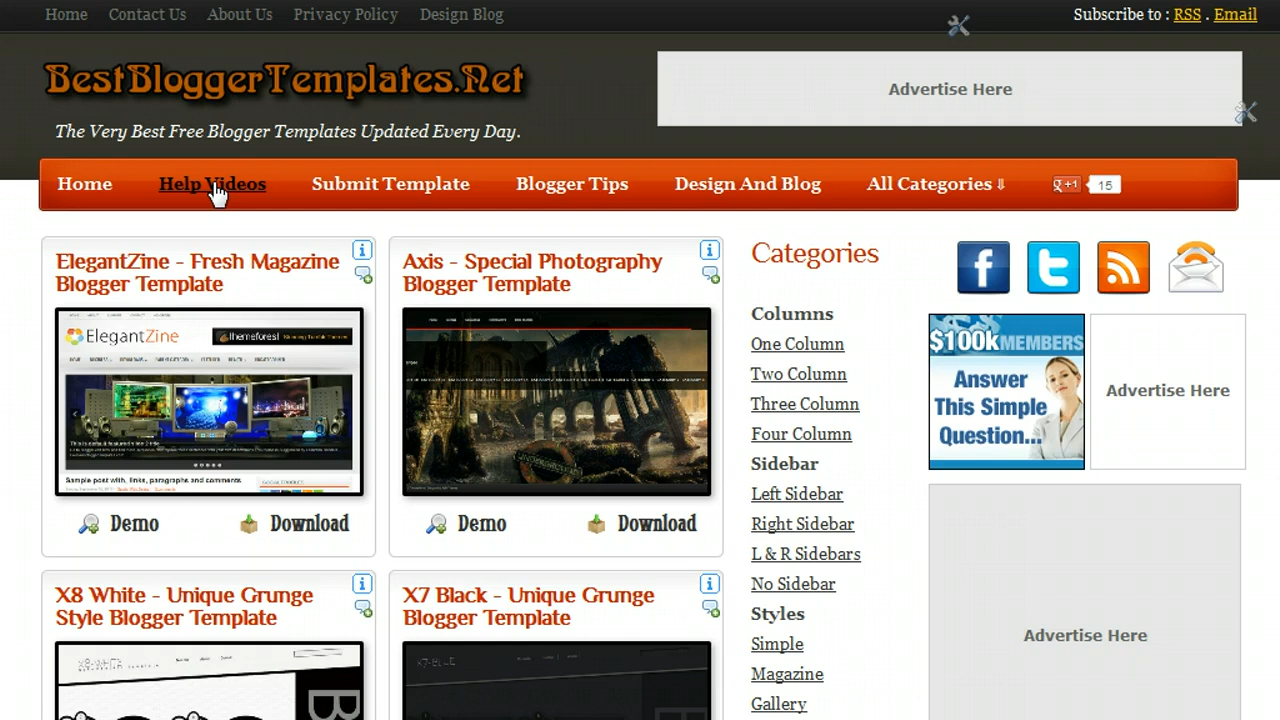 Home Contact Us About Us Privacy Policy Design Blog
Subscribe to : RSS . Email
BestBloggerTemplates.Net
The Very Best Free Blogger Templates Updated Every Day.
Advertise Here
Home Help Videos Submit Template Blogger Tips Design And Blog All Categories ⇓ g +1 15
ElegantZine - Fresh Magazine
Blogger Template
ElegantZine
themeforest
Demo Download
Axis - Special Photography
Blogger Template
UNDERGROUND
Demo Download
X8 White - Unique Grunge
Style Blogger Template
X7 Black - Unique Grunge
Blogger Template
Categories
Columns
One Column
Two Column
Three Column
Four Column
Sidebar
Left Sidebar
Right Sidebar
L & R Sidebars
No Sidebar
Styles
Simple
Magazine
Gallery
$100k MEMBERS
Answer
This Simple
Question...
Advertise Here
Advertise Here